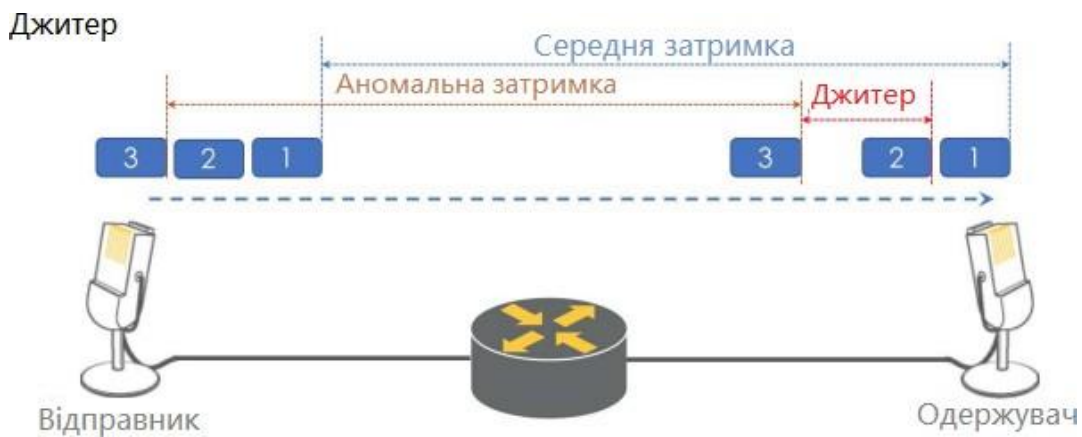 Джитер
Середня затримка
Аномальна затримка
Джитер
3 2 1 3 2 1
Відправник
Одержувач